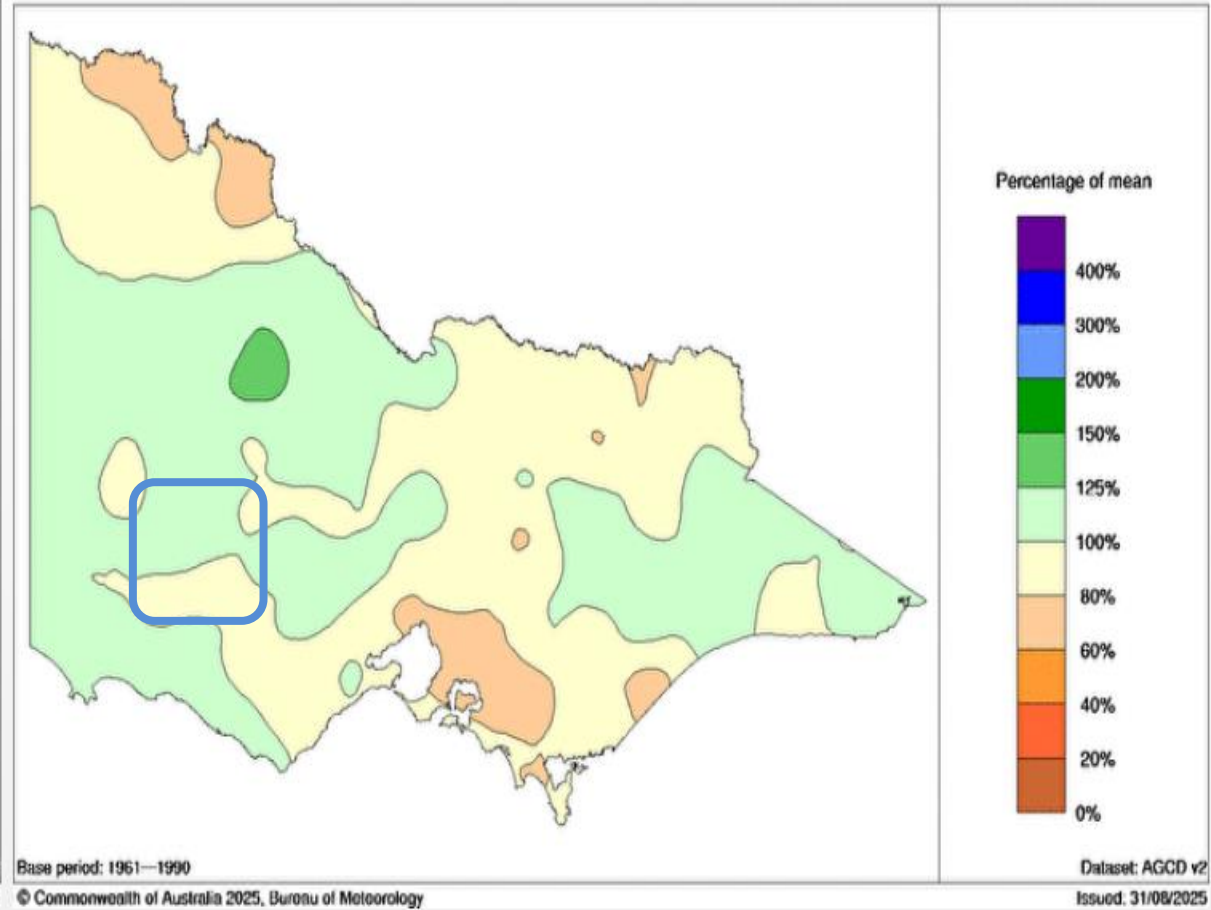 Percentage of mean
400%
300%
200%
150%
125%
100%
80%
60%
40%
20%
0%
Base period: 1961—1990
Dataset: AGCD v2
© Commonwealth of Australia 2025, Bureau of Meteorology
Issued: 31/08/2025